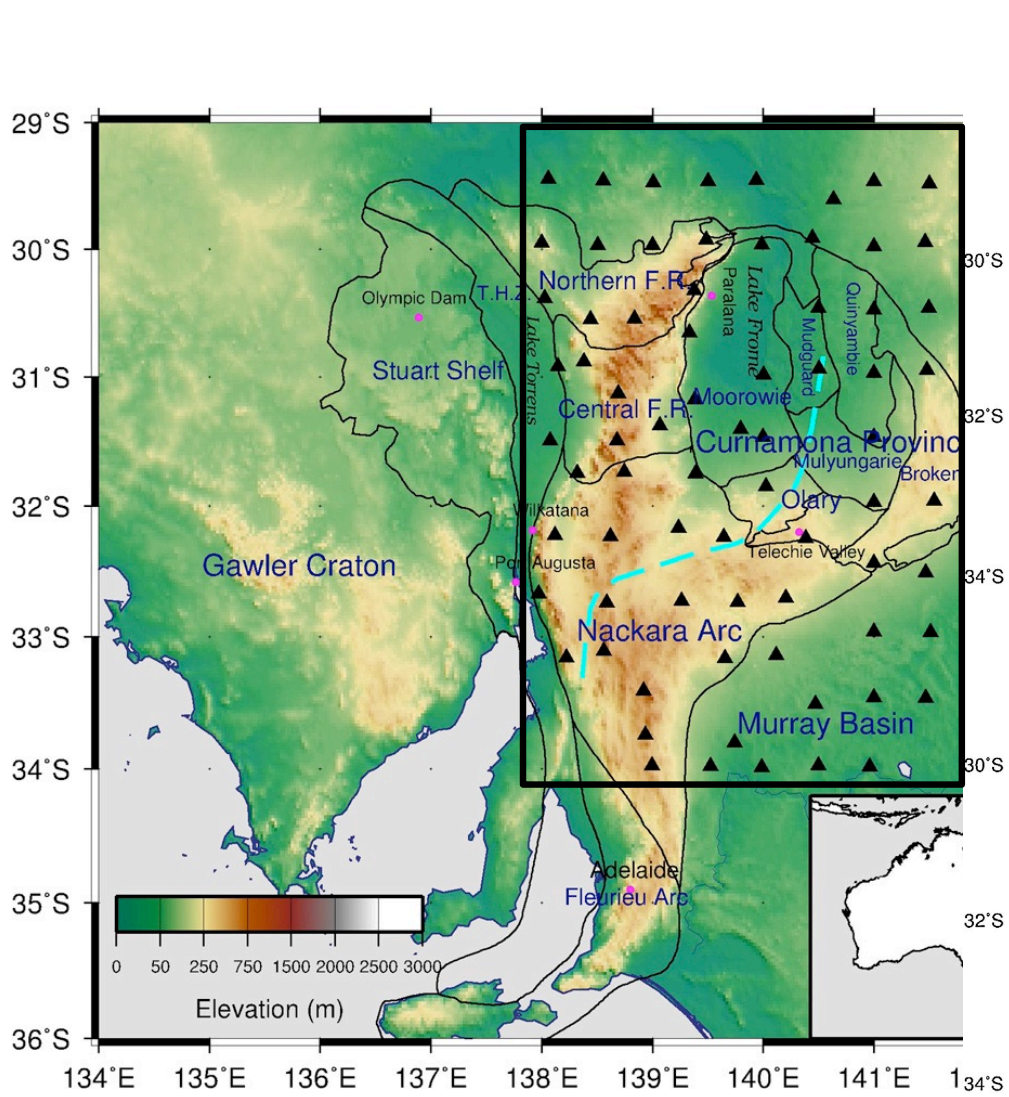 29°S
30°S
30°S
Northern F.R.
T.H.Z.
Olympic Dam
Paralana
Lake Frome
Quinyambie
Mudguard
Lake Torrens
31°S
Stuart Shelf
Moorowie
Central F.R.
32°S
Curnamona Provinc
Mulyungarie
Broken
Olary
32°S
Wilkatana
Telechie Valley
Port Augusta
Gawler Craton
34°S
33°S
Nackara Arc
Murray Basin
34°S
30°S
Adelaide
Fleurieu Arc
35°S
32°S
0 50 250 750 1500 2000 2500 3000
Elevation (m)
36°S
134°E 135°E 136°E 137°E 138°E 139°E 140°E 141°E 1
34°S